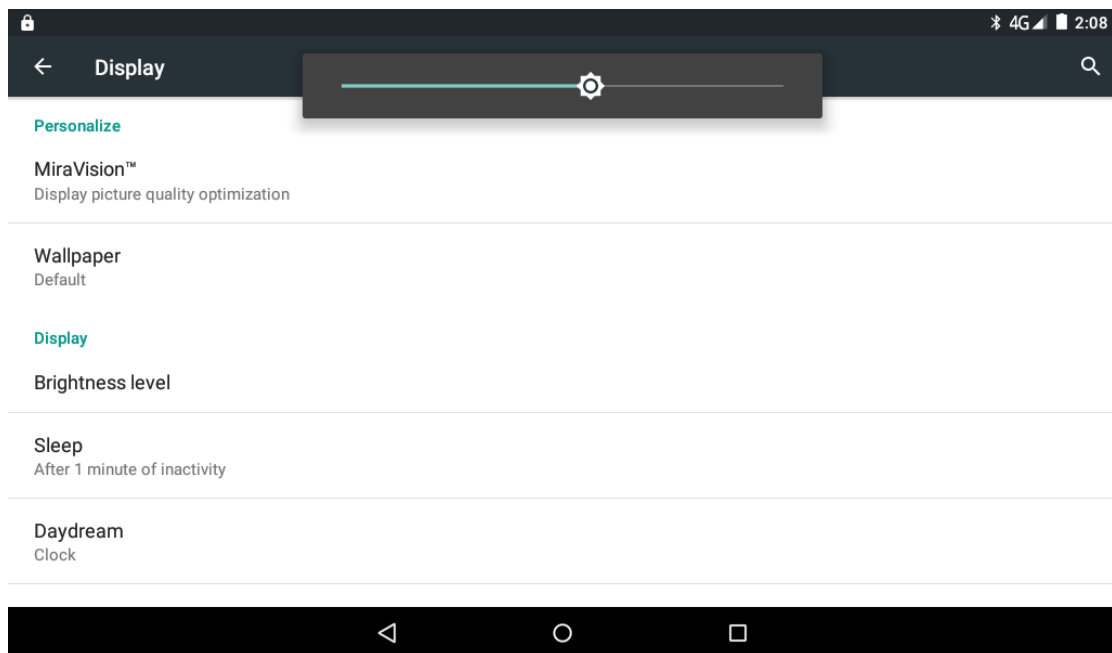 4G 2:08
Display
Personalize
MiraVision™
Display picture quality optimization
Wallpaper
Default
Display
Brightness level
Sleep
After 1 minute of inactivity
Daydream
Clock